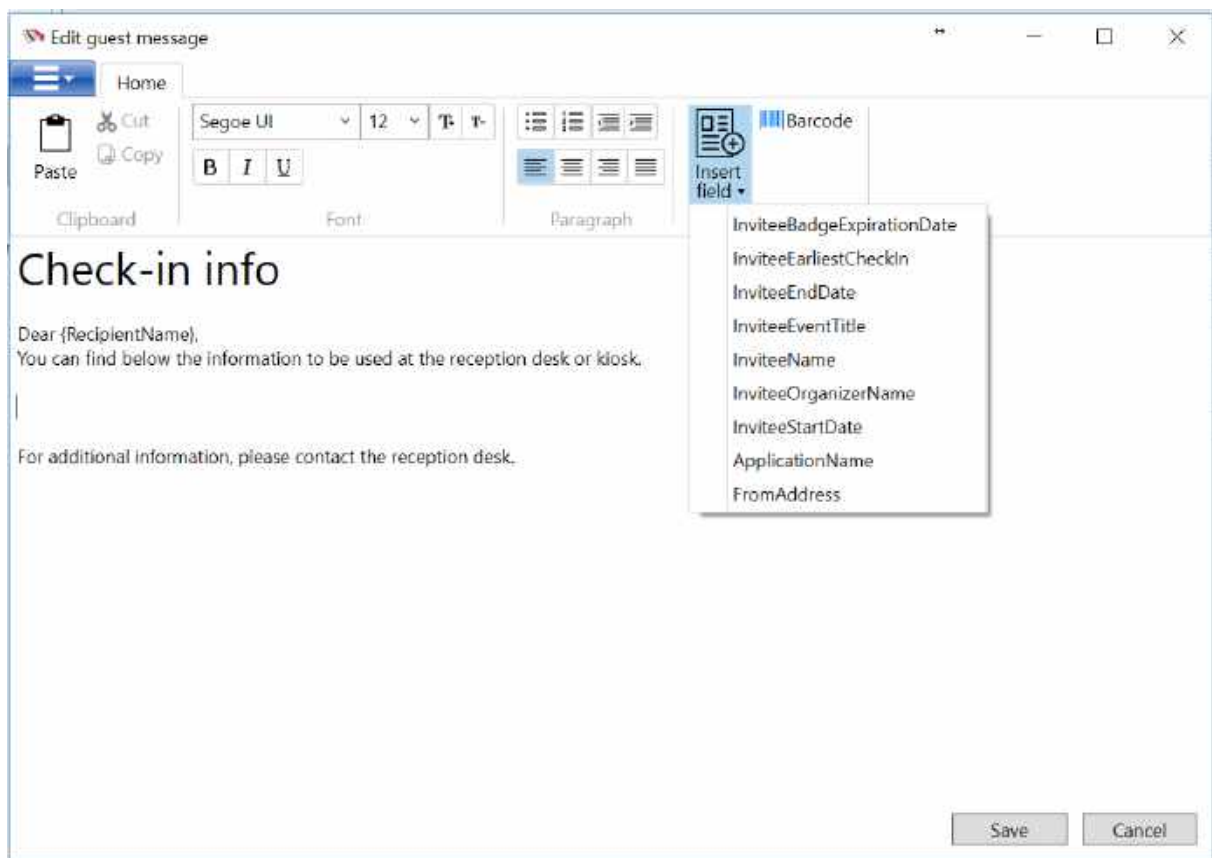 Edit guest message
Home
Paste
Cut
Copy
Clipboard
Segoe UI
12
B I U
Font
Paragraph
Insert
field
Barcode
InviteeBadgeExpirationDate
InviteeEarliestCheckIn
InviteeEndDate
InviteeEventTitle
InviteeName
InviteeOrganizerName
InviteeStartDate
ApplicationName
FromAddress
Check-in info
Dear {RecipientName},
You can find below the information to be used at the reception desk or kiosk.
For additional information, please contact the reception desk.
Save
Cancel